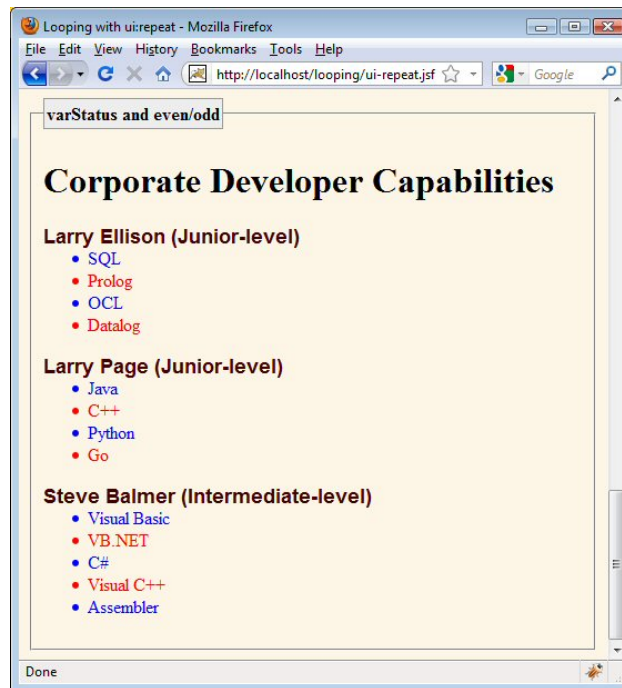 Looping with ui:repeat - Mozilla Firefox
File Edit View History Bookmarks Tools Help
http://localhost/looping/ui-repeat.jsf Google
varStatus and even/odd
Corporate Developer Capabilities
Larry Ellison (Junior-level)
• SQL
• Prolog
• OCL
• Datalog
Larry Page (Junior-level)
• Java
• C++
• Python
• Go
Steve Balmer (Intermediate-level)
• Visual Basic
• VB.NET
• C#
• Visual C++
• Assembler
Done